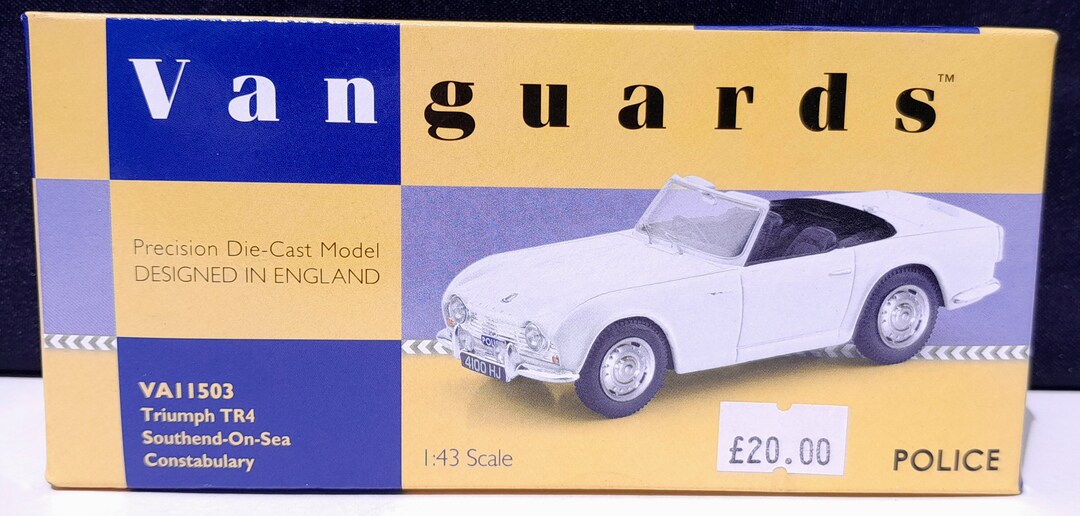 Vanguards™
Precision Die-Cast Model
DESIGNED IN ENGLAND
POLI
4100 HJ
VA11503
Triumph TR4
Southend-On-Sea
Constabulary
1:43 Scale
£20.00
POLICE